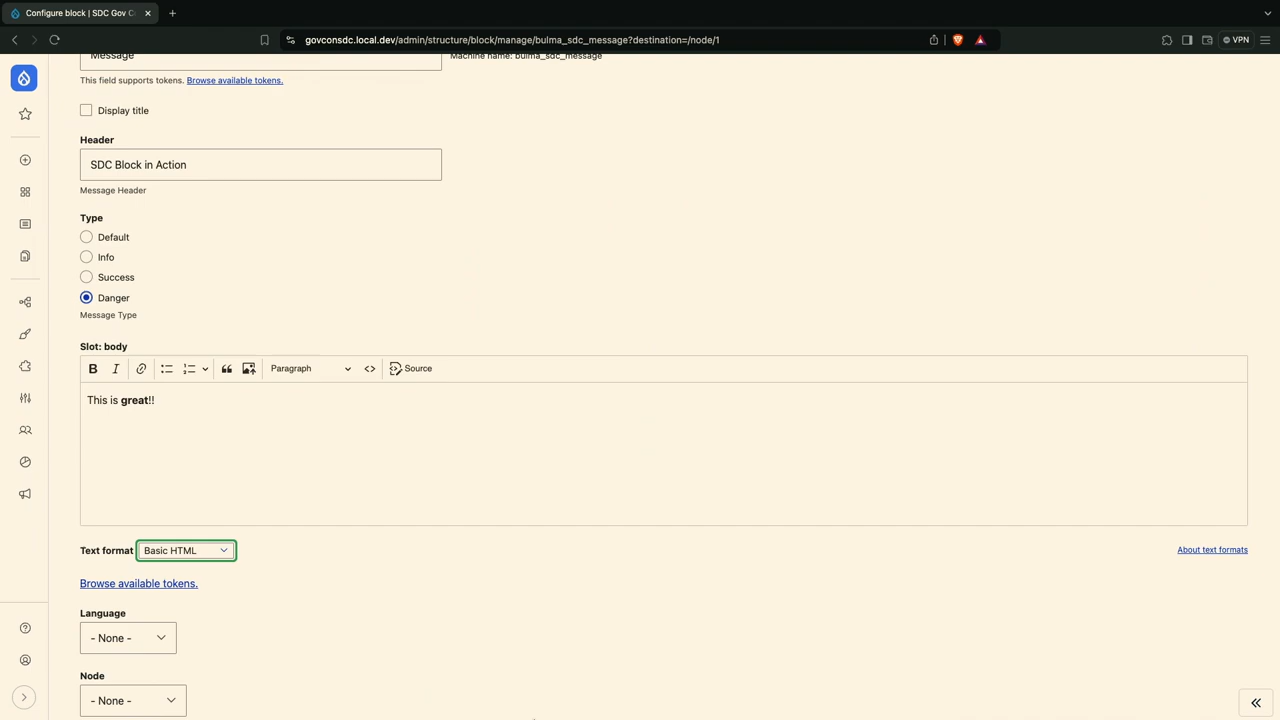 Configure block | SDC Gov C
govconsdc.local.dev/admin/structure/block/manage/bulma_sdc_message?destination=/node/1
VPN
Message
Machine name: bulma_sdc_message
This field supports tokens. Browse available tokens.
Display title
Header
SDC Block in Action
Message Header
Type
Default
Info
Success
Danger
Message Type
Slot: body
B I Paragraph Source
This is great!!
Text format Basic HTML
About text formats
Browse available tokens.
Language
- None -
Node
- None -